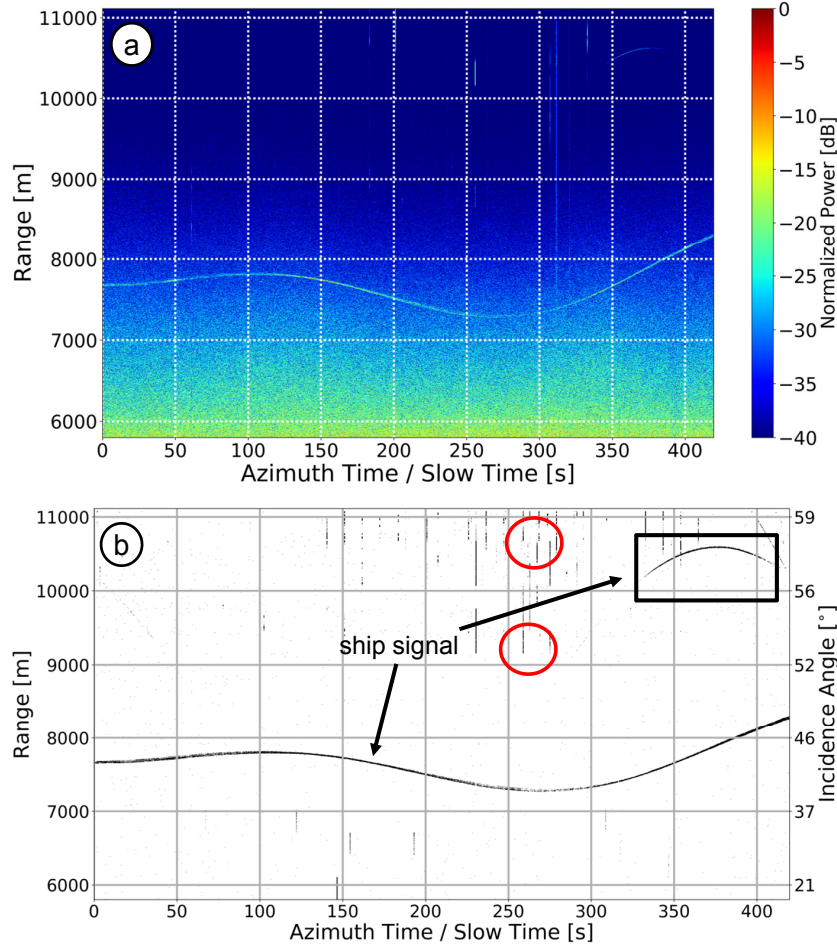 a
11000
10000
9000
8000
7000
6000
Range [m]
0 50 100 150 200 250 300 350 400
Azimuth Time / Slow Time [s]
0
−5
−10
−15
−20
−25
−30
−35
−40
Normalized Power [dB]
b
11000
10000
9000
8000
7000
6000
Range [m]
ship signal
59
56
52
46
37
21
Incidence Angle [°]
0 50 100 150 200 250 300 350 400
Azimuth Time / Slow Time [s]